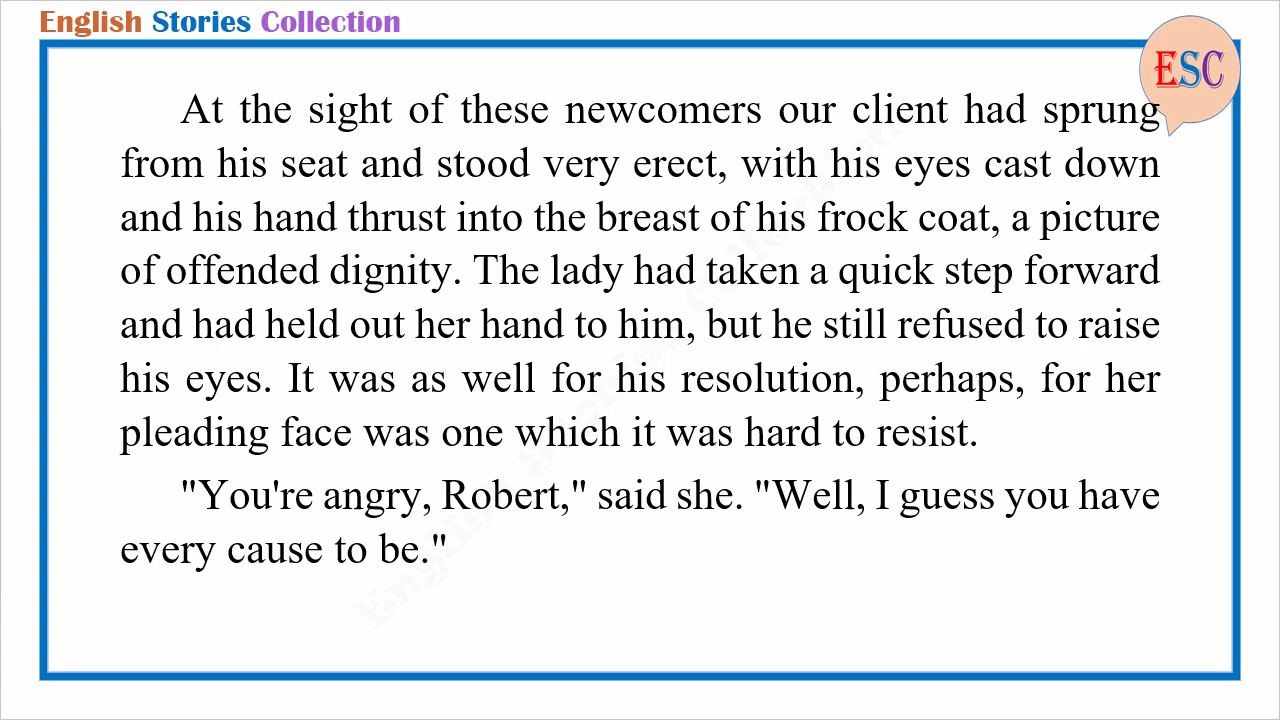 English Stories Collection
ESC
At the sight of these newcomers our client had sprung
from his seat and stood very erect, with his eyes cast down
and his hand thrust into the breast of his frock coat, a picture
of offended dignity. The lady had taken a quick step forward
and had held out her hand to him, but he still refused to raise
his eyes. It was as well for his resolution, perhaps, for her
pleading face was one which it was hard to resist.
"You're angry, Robert," said she. "Well, I guess you have
every cause to be."
English Stories Collection